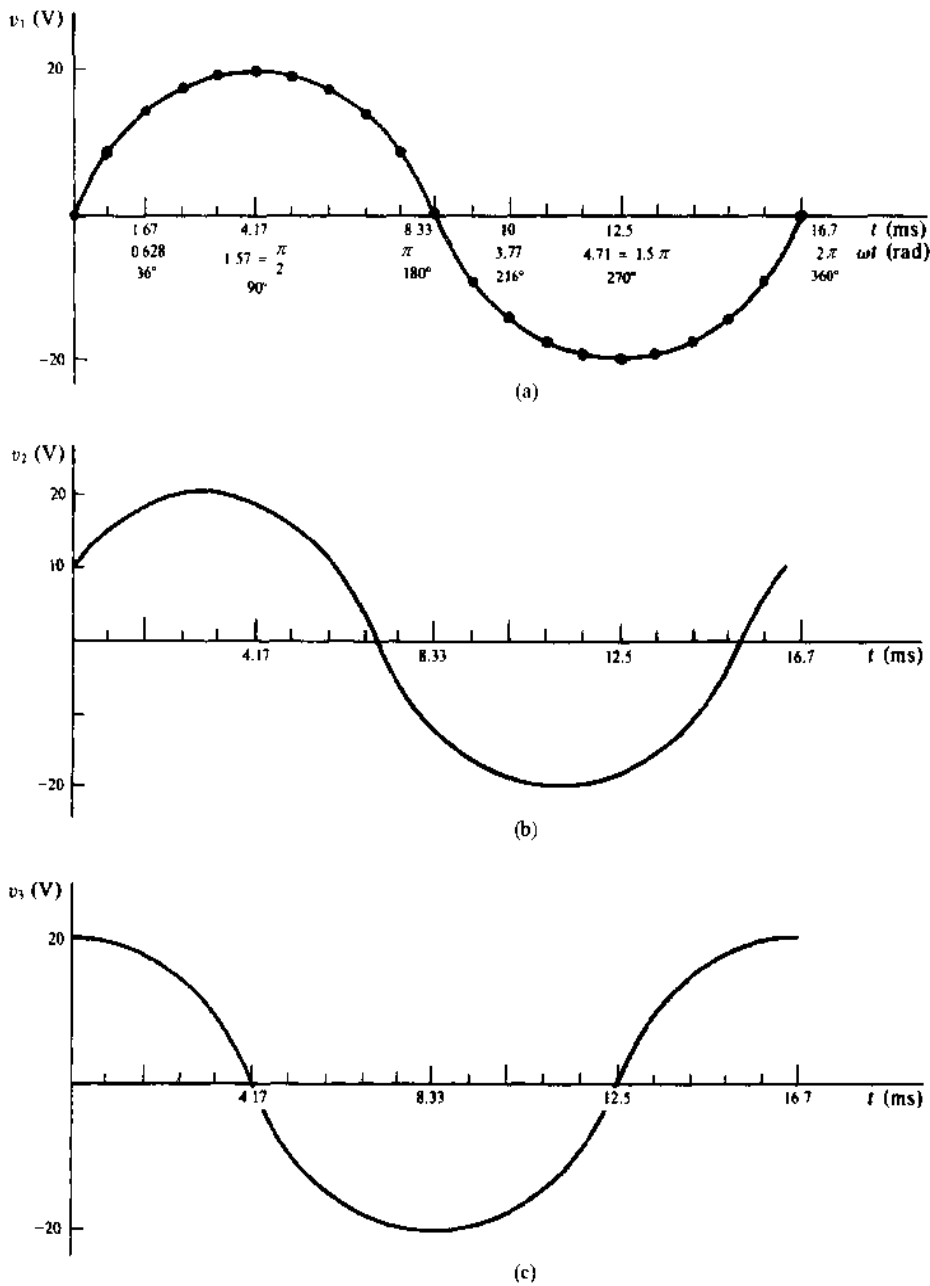 v₁ (V)
20
1.67 4.17 8.33 10 12.5 16.7 t (ms)
0.628 1.57 = π/2 π 3.77 4.71 = 1.5 π 2 π ωt (rad)
36° 90° 180° 216° 270° 360°
−20
(a)
v₂ (V)
20
10
4.17 8.33 12.5 16.7 t (ms)
−20
(b)
v₃ (V)
20
4.17 8.33 12.5 16.7 t (ms)
−20
(c)